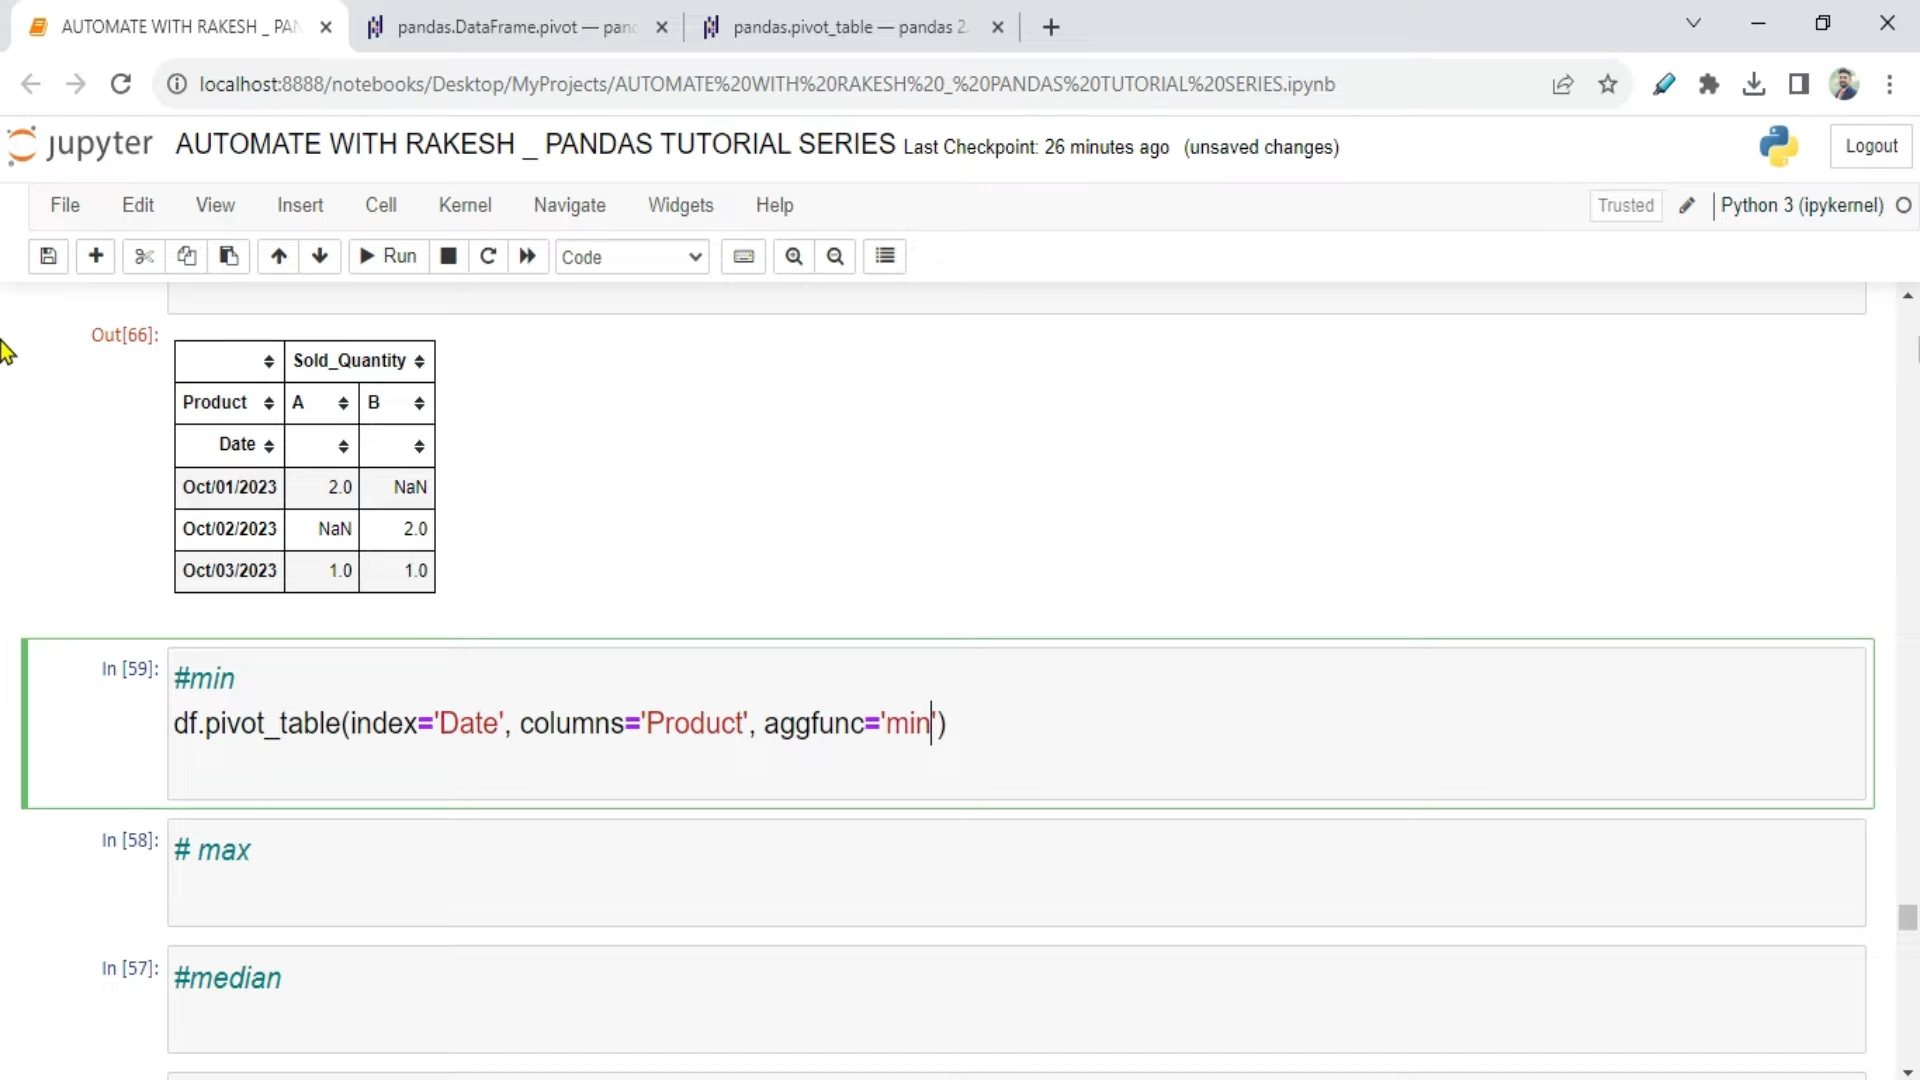 AUTOMATE WITH RAKESH _ PAN
pandas.DataFrame.pivot — pand
pandas.pivot_table — pandas 2.
localhost:8888/notebooks/Desktop/MyProjects/AUTOMATE%20WITH%20RAKESH%20_%20PANDAS%20TUTORIAL%20SERIES.ipynb
jupyter AUTOMATE WITH RAKESH _ PANDAS TUTORIAL SERIES Last Checkpoint: 26 minutes ago (unsaved changes)
Logout
File Edit View Insert Cell Kernel Navigate Widgets Help
Trusted Python 3 (ipykernel)
Run Code
Out[66]:
Sold_Quantity
Product A B
Date
Oct/01/2023 2.0 NaN
Oct/02/2023 NaN 2.0
Oct/03/2023 1.0 1.0
In [59]: #min
df.pivot_table(index='Date', columns='Product', aggfunc='min')
In [58]: # max
In [57]: #median